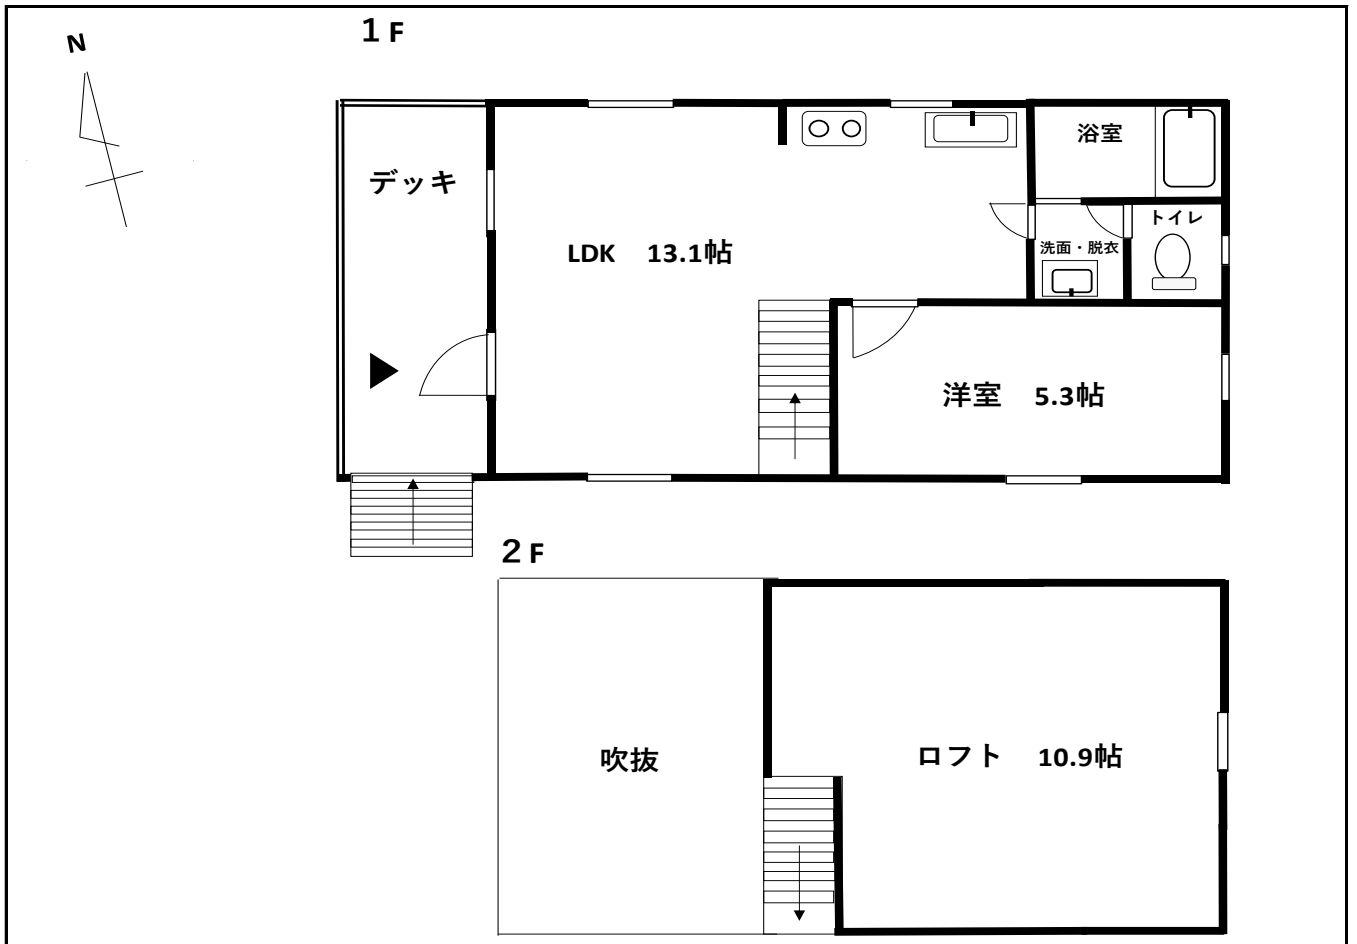 １F
N
浴室
デッキ
トイレ
LDK　13.1帖
洗面・脱衣
洋室　5.3帖
２F
吹抜
ロフト　10.9帖